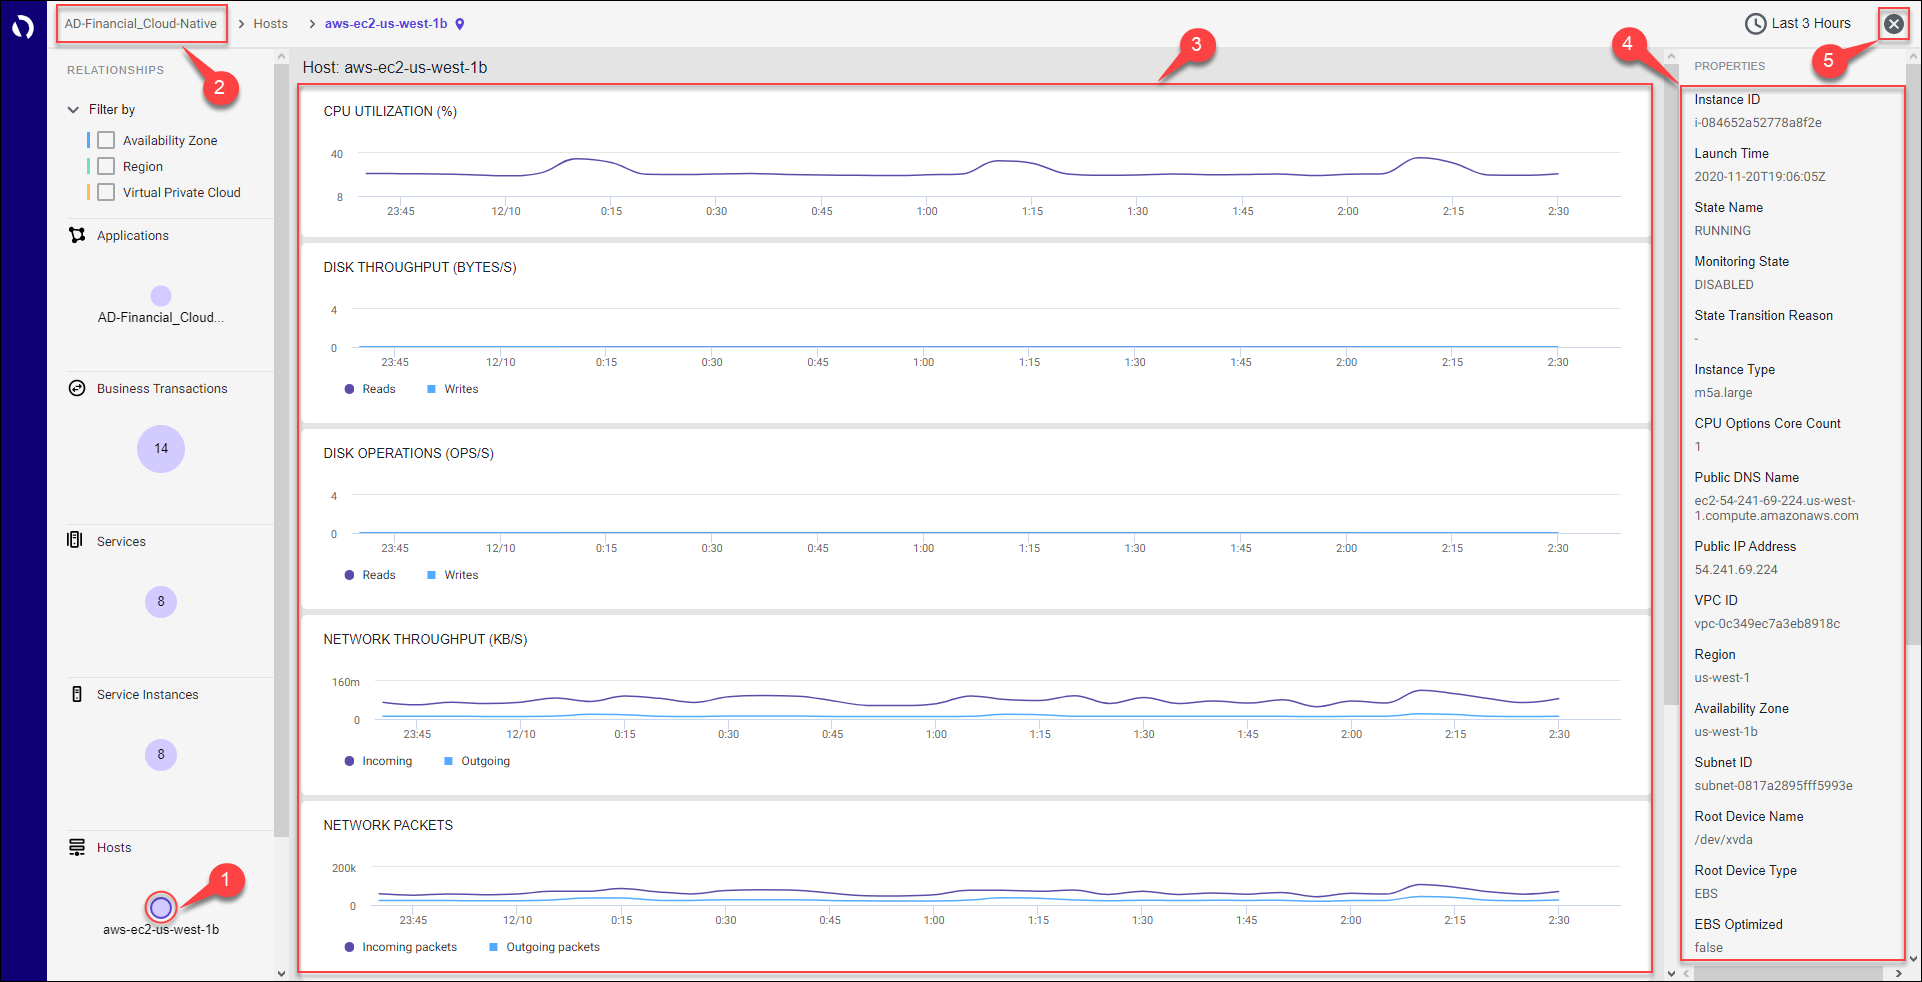 AD-Financial_Cloud-Native > Hosts > aws-ec2-us-west-1b
Last 3 Hours
2
3
4
5
RELATIONSHIPS
Filter by
Availability Zone
Region
Virtual Private Cloud
Applications
AD-Financial_Cloud...
Business Transactions
14
Services
8
Service Instances
8
Hosts
1
aws-ec2-us-west-1b
Host: aws-ec2-us-west-1b
CPU UTILIZATION (%)
40
8
23:45 12/10 0:15 0:30 0:45 1:00 1:15 1:30 1:45 2:00 2:15 2:30
DISK THROUGHPUT (BYTES/S)
4
0
23:45 12/10 0:15 0:30 0:45 1:00 1:15 1:30 1:45 2:00 2:15 2:30
Reads Writes
DISK OPERATIONS (OPS/S)
4
0
23:45 12/10 0:15 0:30 0:45 1:00 1:15 1:30 1:45 2:00 2:15 2:30
Reads Writes
NETWORK THROUGHPUT (KB/S)
160m
0
23:45 12/10 0:15 0:30 0:45 1:00 1:15 1:30 1:45 2:00 2:15 2:30
Incoming Outgoing
NETWORK PACKETS
200k
0
23:45 12/10 0:15 0:30 0:45 1:00 1:15 1:30 1:45 2:00 2:15 2:30
Incoming packets Outgoing packets
PROPERTIES
Instance ID
i-084652a52778a8f2e
Launch Time
2020-11-20T19:06:05Z
State Name
RUNNING
Monitoring State
DISABLED
State Transition Reason
-
Instance Type
m5a.large
CPU Options Core Count
1
Public DNS Name
ec2-54-241-69-224.us-west-
1.compute.amazonaws.com
Public IP Address
54.241.69.224
VPC ID
vpc-0c349ec7a3eb8918c
Region
us-west-1
Availability Zone
us-west-1b
Subnet ID
subnet-0817a2895fff5993e
Root Device Name
/dev/xvda
Root Device Type
EBS
EBS Optimized
false